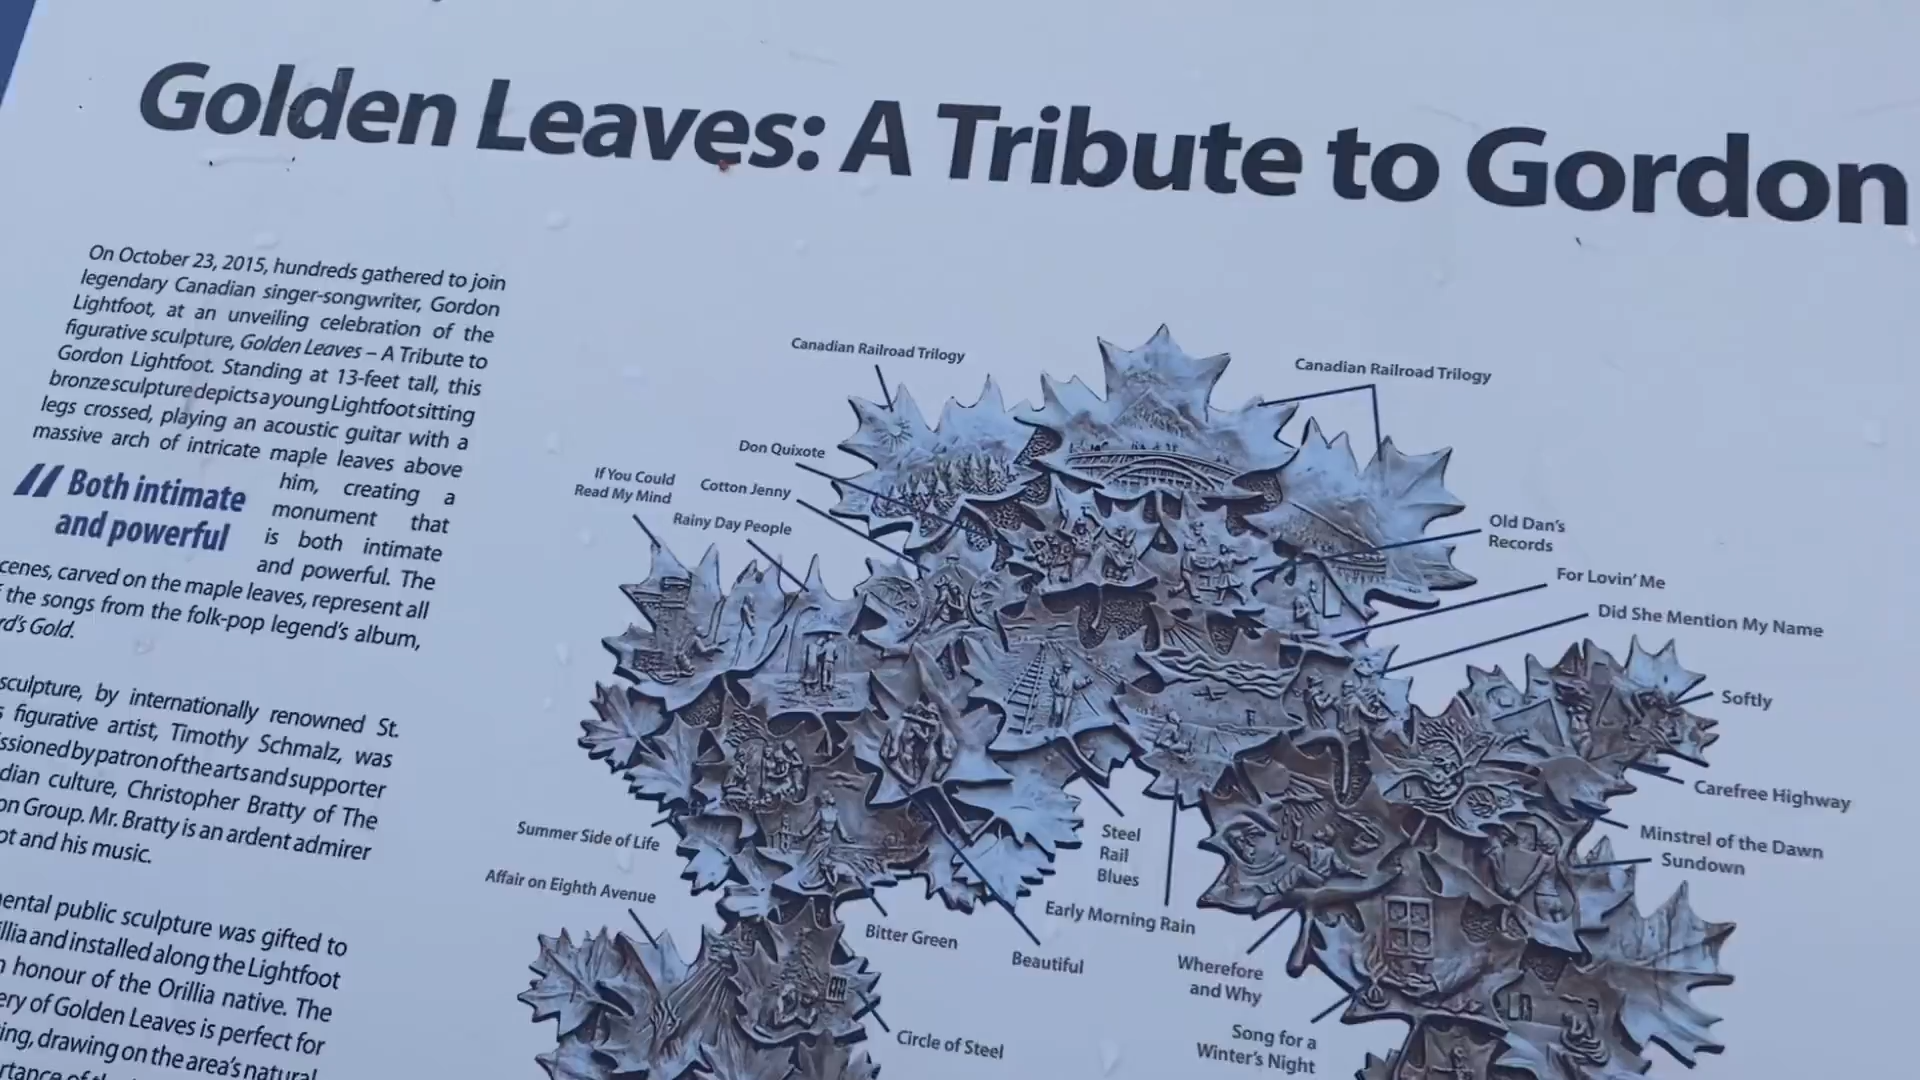 Golden Leaves: A Tribute to Gordon
On October 23, 2015, hundreds gathered to join
legendary Canadian singer-songwriter, Gordon
Lightfoot, at an unveiling celebration of the
figurative sculpture, Golden Leaves – A Tribute to
Gordon Lightfoot. Standing at 13-feet tall, this
bronze sculpture depicts a young Lightfoot sitting
legs crossed, playing an acoustic guitar with a
massive arch of intricate maple leaves above
him, creating a
monument that
is both intimate
and powerful. The
" Both intimate
and powerful
cenes, carved on the maple leaves, represent all
the songs from the folk-pop legend's album,
rd's Gold.
sculpture, by internationally renowned St.
figurative artist, Timothy Schmalz, was
ssioned by patron of the arts and supporter
dian culture, Christopher Bratty of The
on Group. Mr. Bratty is an ardent admirer
ot and his music.
ental public sculpture was gifted to
llia and installed along the Lightfoot
n honour of the Orillia native. The
ery of Golden Leaves is perfect for
ing, drawing on the area's natural
Canadian Railroad Trilogy
Canadian Railroad Trilogy
Don Quixote
If You Could
Read My Mind
Cotton Jenny
Rainy Day People
Old Dan's
Records
For Lovin' Me
Did She Mention My Name
Softly
Carefree Highway
Minstrel of the Dawn
Sundown
Summer Side of Life
Affair on Eighth Avenue
Steel
Rail
Blues
Early Morning Rain
Bitter Green
Beautiful
Wherefore
and Why
Circle of Steel
Song for a
Winter's Night